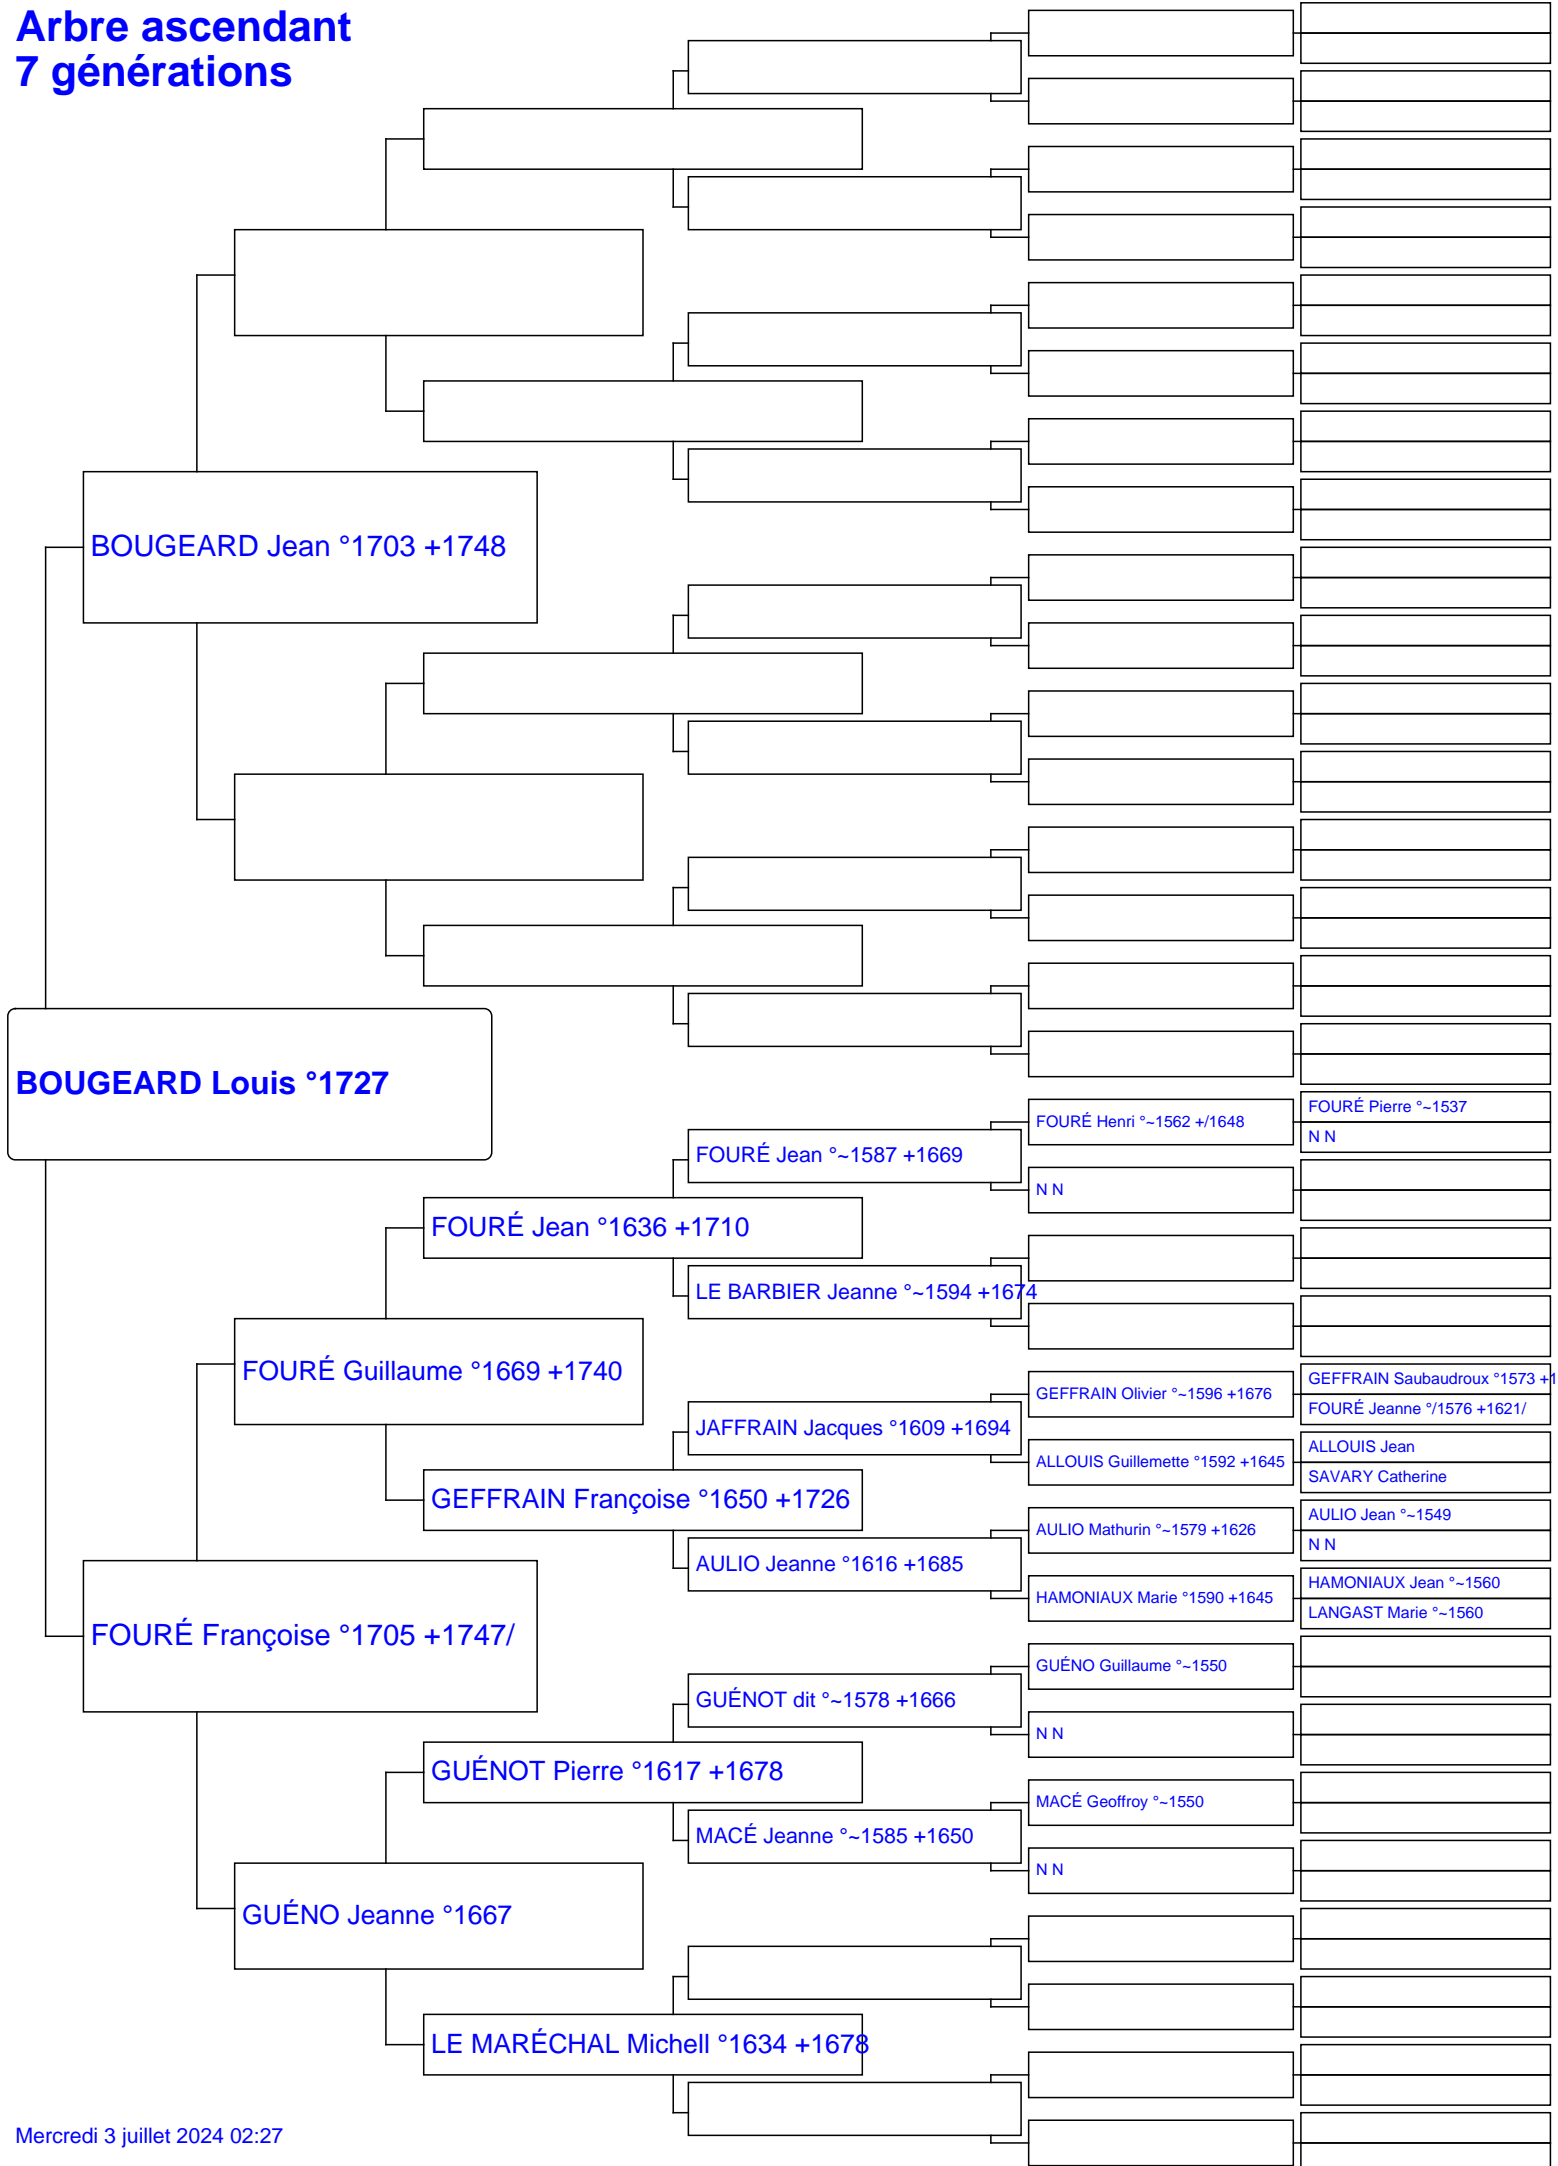 Arbre ascendant
7 générations
BOUGEARD Jean °1703 +1748
BOUGEARD Louis °1727
FOURÉ Pierre °~1537
FOURÉ Henri °~1562 +/1648
N N
FOURÉ Jean °~1587 +1669
N N
FOURÉ Jean °1636 +1710
LE BARBIER Jeanne °~1594 +1674
FOURÉ Guillaume °1669 +1740
GEFFRAIN Saubaudroux °1573 +1
GEFFRAIN Olivier °~1596 +1676
FOURÉ Jeanne °/1576 +1621/
JAFFRAIN Jacques °1609 +1694
ALLOUIS Jean
ALLOUIS Guillemette °1592 +1645
SAVARY Catherine
GEFFRAIN Françoise °1650 +1726
AULIO Jean °~1549
AULIO Mathurin °~1579 +1626
N N
AULIO Jeanne °1616 +1685
HAMONIAUX Jean °~1560
HAMONIAUX Marie °1590 +1645
LANGAST Marie °~1560
FOURÉ Françoise °1705 +1747/
GUÉNO Guillaume °~1550
GUÉNOT dit °~1578 +1666
N N
GUÉNOT Pierre °1617 +1678
MACÉ Geoffroy °~1550
MACÉ Jeanne °~1585 +1650
N N
GUÉNO Jeanne °1667
LE MARÉCHAL Michell °1634 +1678
Mercredi 3 juillet 2024 02:27